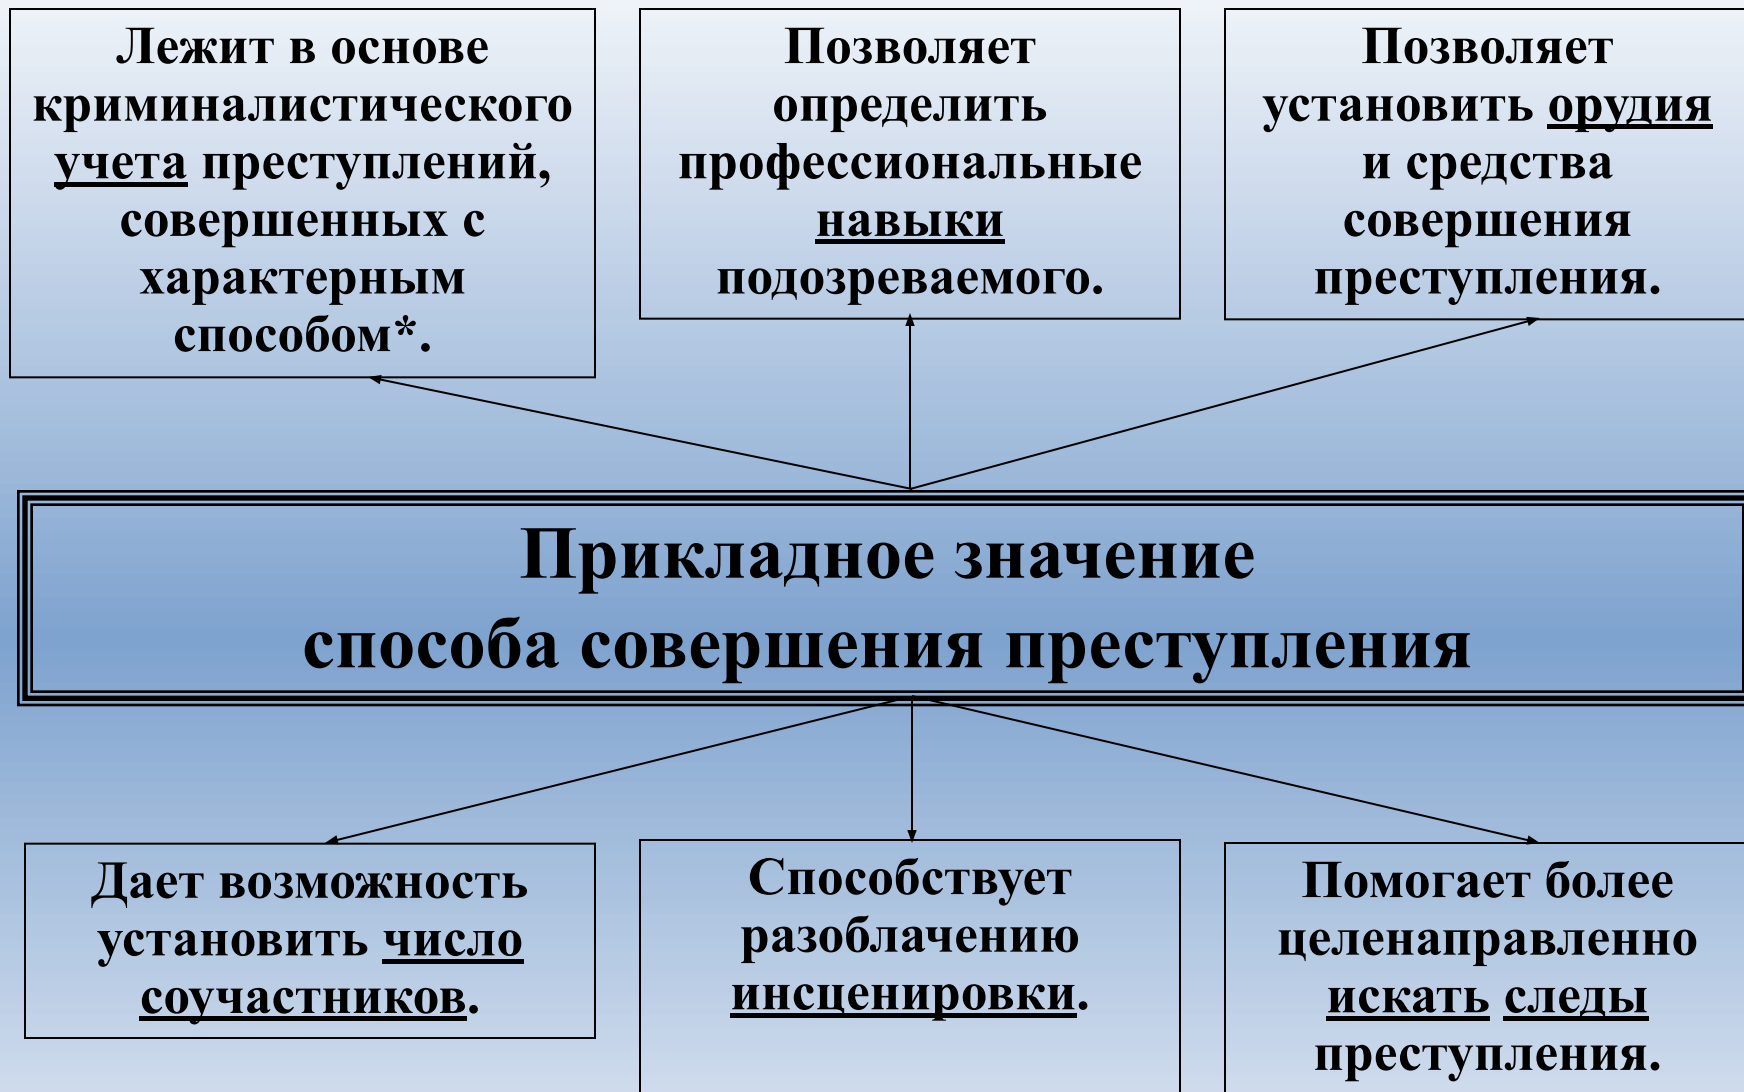 Лежит в основе
криминалистического
учета преступлений,
совершенных с
характерным
способом*.
Позволяет
определить
профессиональные
навыки
подозреваемого.
Позволяет
установить орудия
и средства
совершения
преступления.
Прикладное значение
способа совершения преступления
Дает возможность
установить число
соучастников.
Способствует
разоблачению
инсценировки.
Помогает более
целенаправленно
искать следы
преступления.